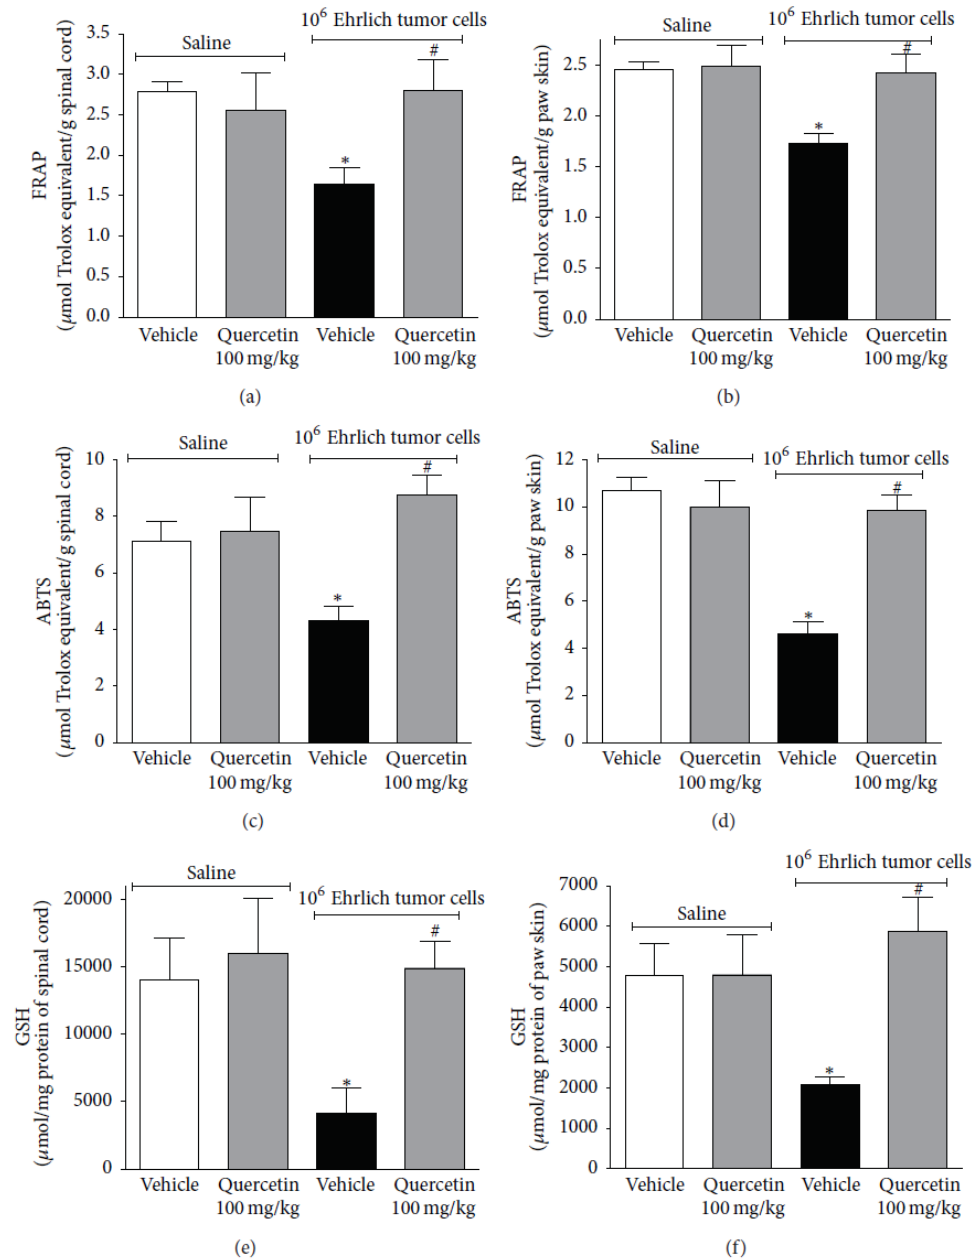 10⁶ Ehrlich tumor cells
Saline
FRAP
(μmol Trolox equivalent/g spinal cord)
3.5
3.0
2.5
2.0
1.5
1.0
0.5
0.0
*
#
Vehicle Quercetin Vehicle Quercetin
100 mg/kg 100 mg/kg
(a)
Saline
10⁶ Ehrlich tumor cells
FRAP
(μmol Trolox equivalent/g paw skin)
2.5
2.0
1.5
1.0
0.5
0.0
*
#
Vehicle Quercetin Vehicle Quercetin
100 mg/kg 100 mg/kg
(b)
Saline
10⁶ Ehrlich tumor cells
ABTS
(μmol Trolox equivalent/g spinal cord)
10
8
6
4
2
0
*
#
Vehicle Quercetin Vehicle Quercetin
100 mg/kg 100 mg/kg
(c)
Saline
10⁶ Ehrlich tumor cells
ABTS
(μmol Trolox equivalent/g paw skin)
12
10
8
6
4
2
0
*
#
Vehicle Quercetin Vehicle Quercetin
100 mg/kg 100 mg/kg
(d)
Saline
10⁶ Ehrlich tumor cells
GSH
(μmol/mg protein of spinal cord)
20000
15000
10000
5000
0
*
#
Vehicle Quercetin Vehicle Quercetin
100 mg/kg 100 mg/kg
(e)
10⁶ Ehrlich tumor cells
Saline
GSH
(μmol/mg protein of paw skin)
7000
6000
5000
4000
3000
2000
1000
0
*
#
Vehicle Quercetin Vehicle Quercetin
100 mg/kg 100 mg/kg
(f)